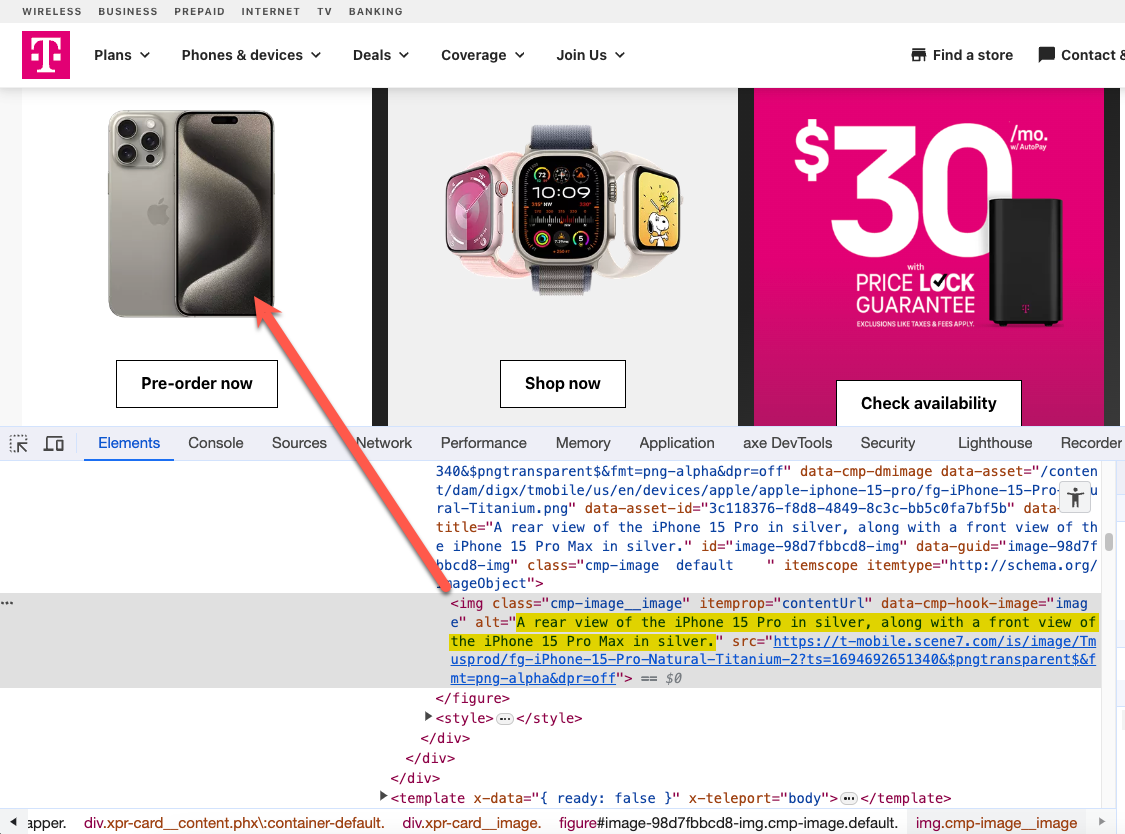 WIRELESS BUSINESS PREPAID INTERNET TV BANKING
T Plans Phones & devices Deals Coverage Join Us Find a store Contact &
$30 /mo.
w/AutoPay
10:09
with
PRICE LOCK
GUARANTEE
EXCLUSIONS LIKE TAXES & FEES APPLY.
Pre-order now
Shop now
Check availability
Elements Console Sources Network Performance Memory Application axe DevTools Security Lighthouse Recorder
340&$pngtransparent$&fmt=png-alpha&dpr=off" data-cmp-dmimage data-asset="/conten
t/dam/digx/tmobile/us/en/devices/apple/apple-iphone-15-pro/fg-iPhone-15-Pro- u
ral-Titanium.png" data-asset-id="3c118376-f8d8-4849-8c3c-bb5c0fa7bf5b" data-
title="A rear view of the iPhone 15 Pro in silver, along with a front view of th
e iPhone 15 Pro Max in silver." id="image-98d7fbbcd8-img" data-guid="image-98d7f
bbcd8-img" class="cmp-image default " itemscope itemtype="http://schema.org/
ImageObject">
<img class="cmp-image__image" itemprop="contentUrl" data-cmp-hook-image="imag
e" alt="A rear view of the iPhone 15 Pro in silver, along with a front view of
the iPhone 15 Pro Max in silver." src="https://t-mobile.scene7.com/is/image/Tm
usprod/fg-iPhone-15-Pro-Natural-Titanium-2?ts=1694692651340&$pngtransparent$&f
mt=png-alpha&dpr=off"> == $0
</figure>
<style>…</style>
</div>
</div>
</div>
<template x-data="{ ready: false }" x-teleport="body">…</template>
apper. div.xpr-card__content.phx\:container-default. div.xpr-card__image. figure#image-98d7fbbcd8-img.cmp-image.default. img.cmp-image__image